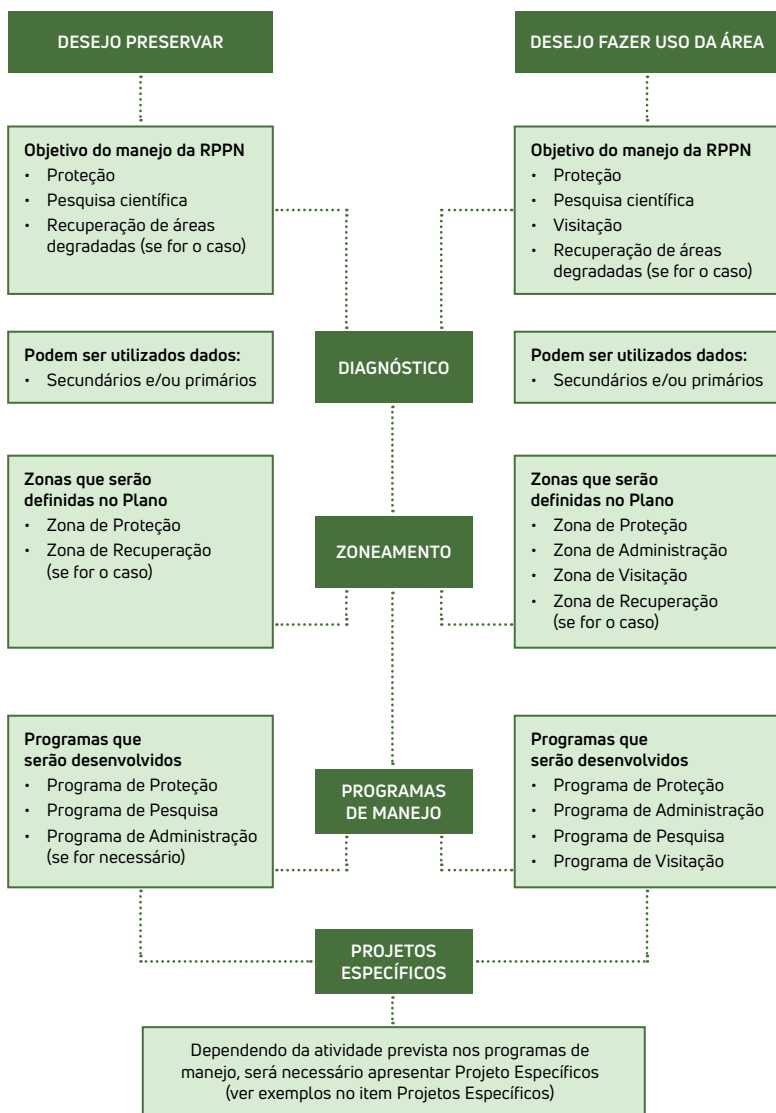 DESEJO PRESERVAR
DESEJO FAZER USO DA ÁREA
Objetivo do manejo da RPPN
• Proteção
• Pesquisa científica
• Recuperação de áreas
degradadas (se for o caso)
Objetivo do manejo da RPPN
• Proteção
• Pesquisa científica
• Visitação
• Recuperação de áreas
degradadas (se for o caso)
DIAGNÓSTICO
Podem ser utilizados dados:
• Secundários e/ou primários
Podem ser utilizados dados:
• Secundários e/ou primários
Zonas que serão
definidas no Plano
• Zona de Proteção
• Zona de Recuperação
(se for o caso)
ZONEAMENTO
Zonas que serão
definidas no Plano
• Zona de Proteção
• Zona de Administração
• Zona de Visitação
• Zona de Recuperação
(se for o caso)
Programas que
serão desenvolvidos
• Programa de Proteção
• Programa de Pesquisa
• Programa de Administração
(se for necessário)
PROGRAMAS
DE MANEJO
Programas que
serão desenvolvidos
• Programa de Proteção
• Programa de Administração
• Programa de Pesquisa
• Programa de Visitação
PROJETOS
ESPECÍFICOS
Dependendo da atividade prevista nos programas de
manejo, será necessário apresentar Projeto Específicos
(ver exemplos no item Projetos Específicos)